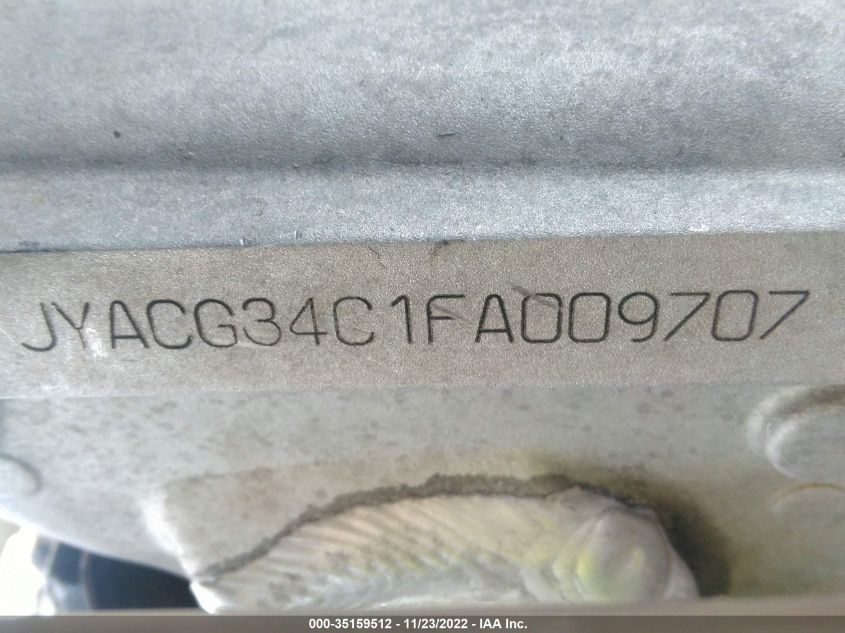 JYACG34C1FA009707
000-35159512 - 11/23/2022 - IAA Inc.